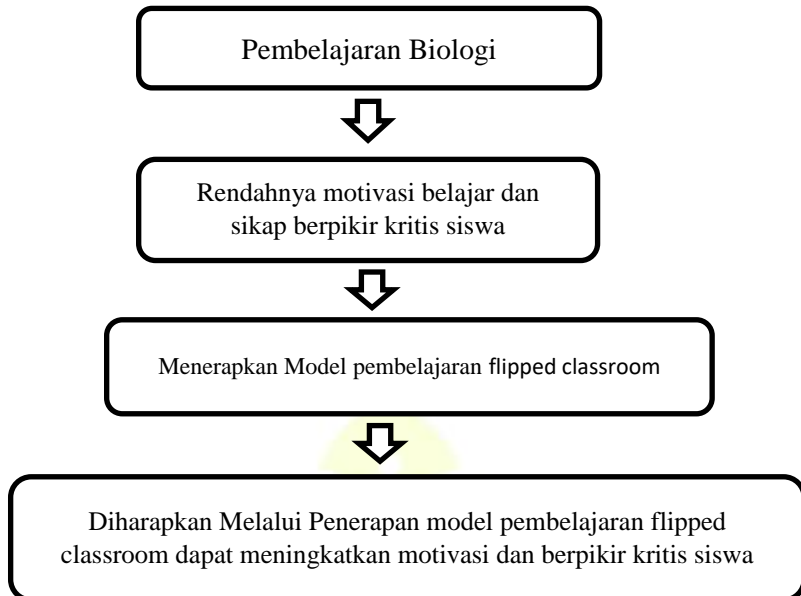 Pembelajaran Biologi
Rendahnya motivasi belajar dan
sikap berpikir kritis siswa
Menerapkan Model pembelajaran flipped classroom
Diharapkan Melalui Penerapan model pembelajaran flipped
classroom dapat meningkatkan motivasi dan berpikir kritis siswa